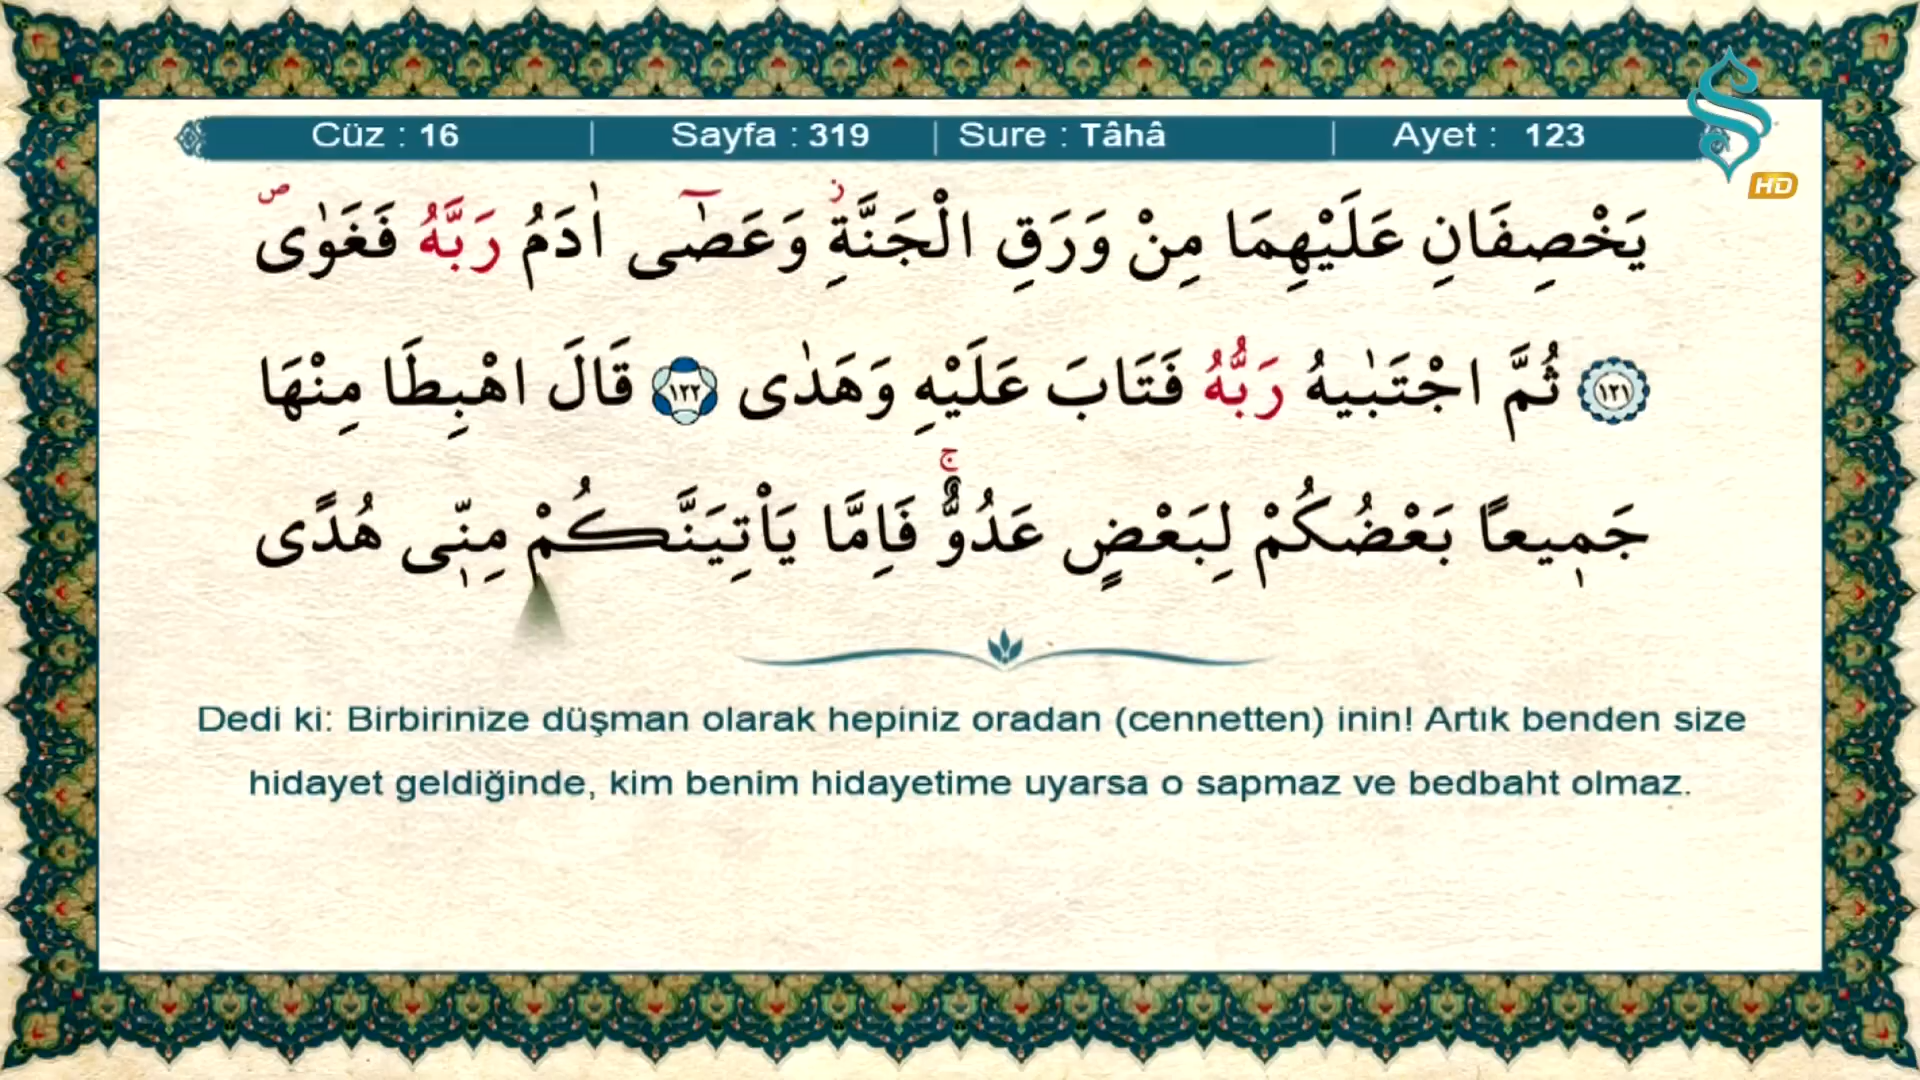 Cüz : 16 | Sayfa : 319 | Sure : Tâhâ | Ayet : 123
HD
يَخْصِفَانِ عَلَيْهِمَا مِنْ وَرَقِ الْجَنَّةِۘ وَعَصٰٓى اٰدَمُ رَبَّهُ فَغَوٰىۖ
﴿١٢١﴾ ثُمَّ اجْتَبٰيهُ رَبُّهُ فَتَابَ عَلَيْهِ وَهَدٰى ﴿١٢٢﴾ قَالَ اهْبِطَا مِنْهَا
جَمٖيعًا بَعْضُكُمْ لِبَعْضٍ عَدُوٌّۚ فَاِمَّا يَاْتِيَنَّكُمْ مِنّٖى هُدًى
Dedi ki: Birbirinize düşman olarak hepiniz oradan (cennetten) inin! Artık benden size
hidayet geldiğinde, kim benim hidayetime uyarsa o sapmaz ve bedbaht olmaz.